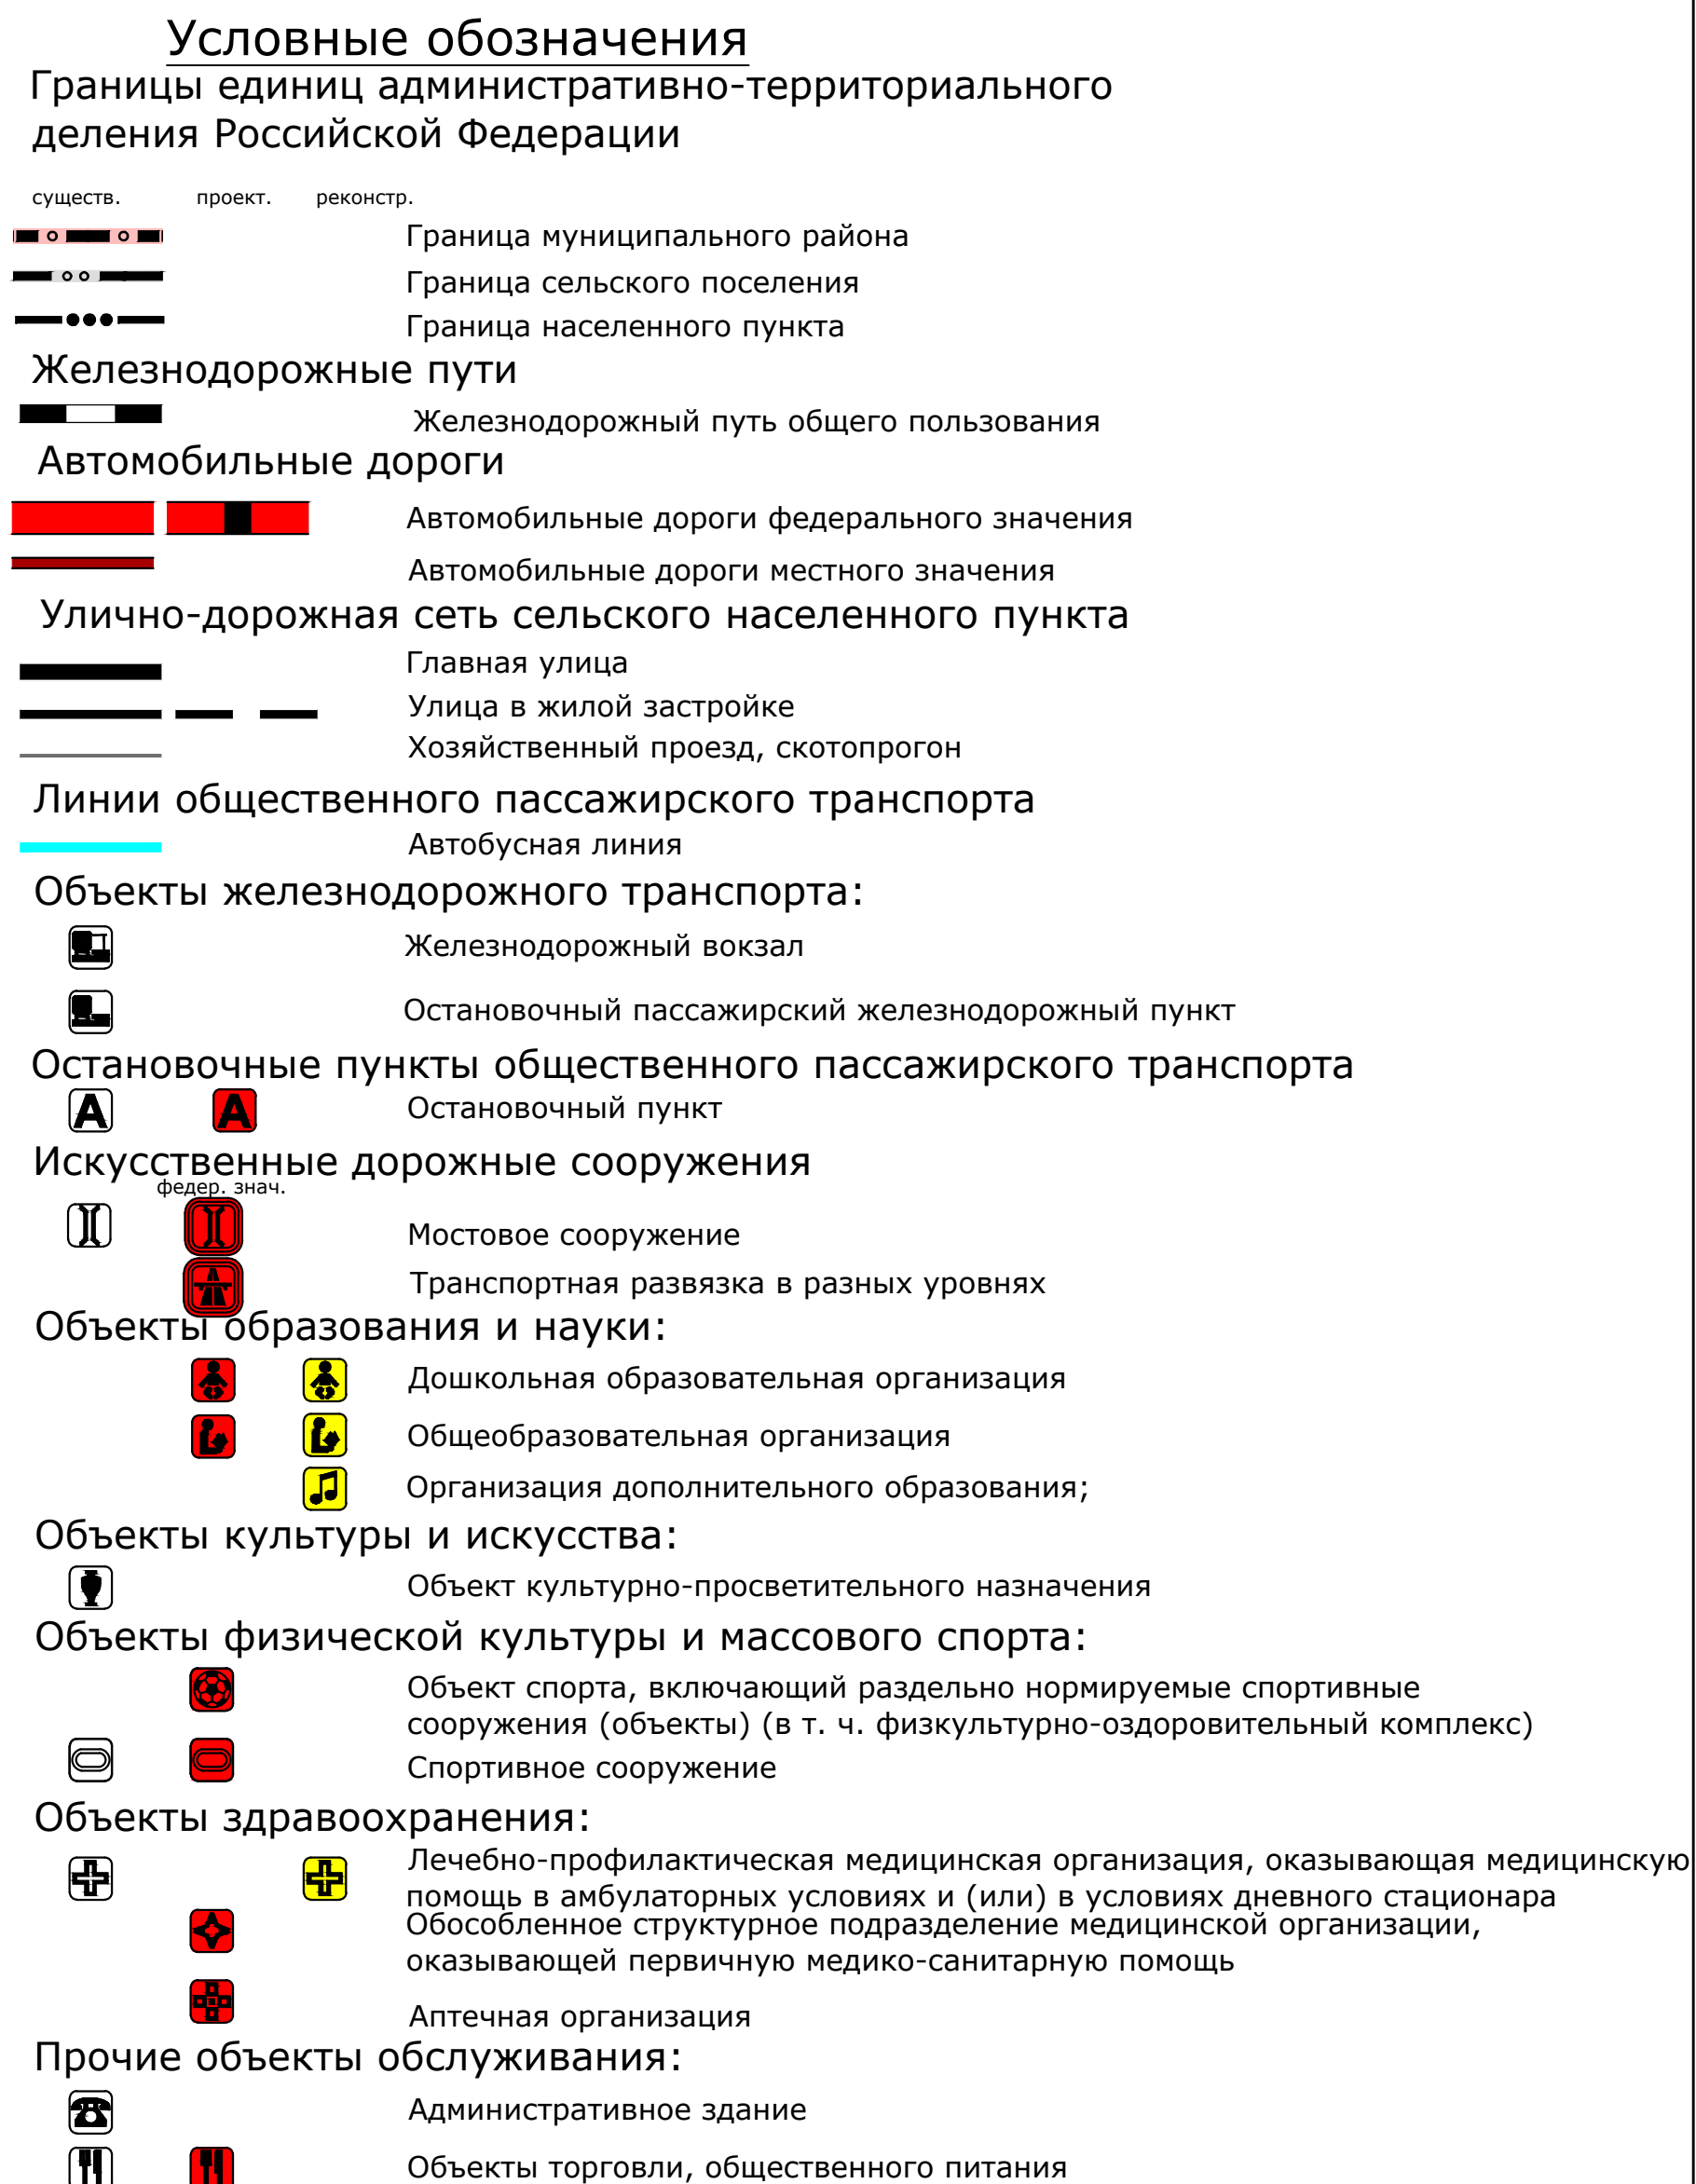 Условные обозначения
Границы единиц административно-территориального
деления Российской Федерации
существ. проект. реконстр.
Граница муниципального района
Граница сельского поселения
Граница населенного пункта
Железнодорожные пути
Железнодорожный путь общего пользования
Автомобильные дороги
Автомобильные дороги федерального значения
Автомобильные дороги местного значения
Улично-дорожная сеть сельского населенного пункта
Главная улица
Улица в жилой застройке
Хозяйственный проезд, скотопрогон
Линии общественного пассажирского транспорта
Автобусная линия
Объекты железнодорожного транспорта:
Железнодорожный вокзал
Остановочный пассажирский железнодорожный пункт
Остановочные пункты общественного пассажирского транспорта
А А Остановочный пункт
Искусственные дорожные сооружения
федер. знач.
Мостовое сооружение
Транспортная развязка в разных уровнях
Объекты образования и науки:
Дошкольная образовательная организация
Общеобразовательная организация
Организация дополнительного образования;
Объекты культуры и искусства:
Объект культурно-просветительного назначения
Объекты физической культуры и массового спорта:
Объект спорта, включающий раздельно нормируемые спортивные
сооружения (объекты) (в т. ч. физкультурно-оздоровительный комплекс)
Спортивное сооружение
Объекты здравоохранения:
Лечебно-профилактическая медицинская организация, оказывающая медицинскую
помощь в амбулаторных условиях и (или) в условиях дневного стационара
Обособленное структурное подразделение медицинской организации,
оказывающей первичную медико-санитарную помощь
Аптечная организация
Прочие объекты обслуживания:
Административное здание
Объекты торговли, общественного питания